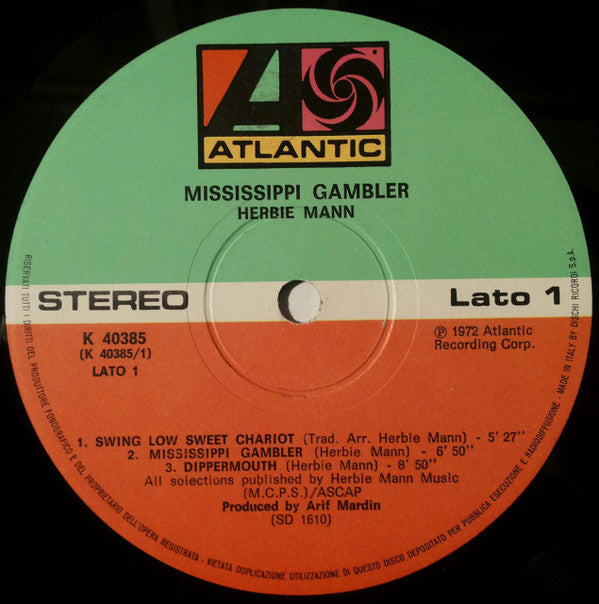 ATLANTIC
MISSISSIPPI GAMBLER
HERBIE MANN
STEREO
Lato 1
K 40385
(K 40385/1)
LATO 1
℗ 1972 Atlantic
Recording Corp.
1. SWING LOW SWEET CHARIOT (Trad. Arr. Herbie Mann) - 5' 27"
2. MISSISSIPPI GAMBLER (Herbie Mann) - 6' 50"
3. DIPPERMOUTH (Herbie Mann) - 8' 50"
All selections published by Herbie Mann Music
(M.C.P.S.)/ASCAP
Produced by Arif Mardin
(SD 1610)
RISERVATI TUTTI I DIRITTI DEL PRODUTTORE FONOGRAFICO E DEL PROPRIETARIO DELL'OPERA REGISTRATA - VIETATA DUPLICAZIONE UTILIZZAZIONE DI QUESTO DISCO DEPOSITATO PER PUBBLICA ESECUZIONE E RADIODIFFUSIONE. - MADE IN ITALY BY DISCHI RICORDI S.p.A.